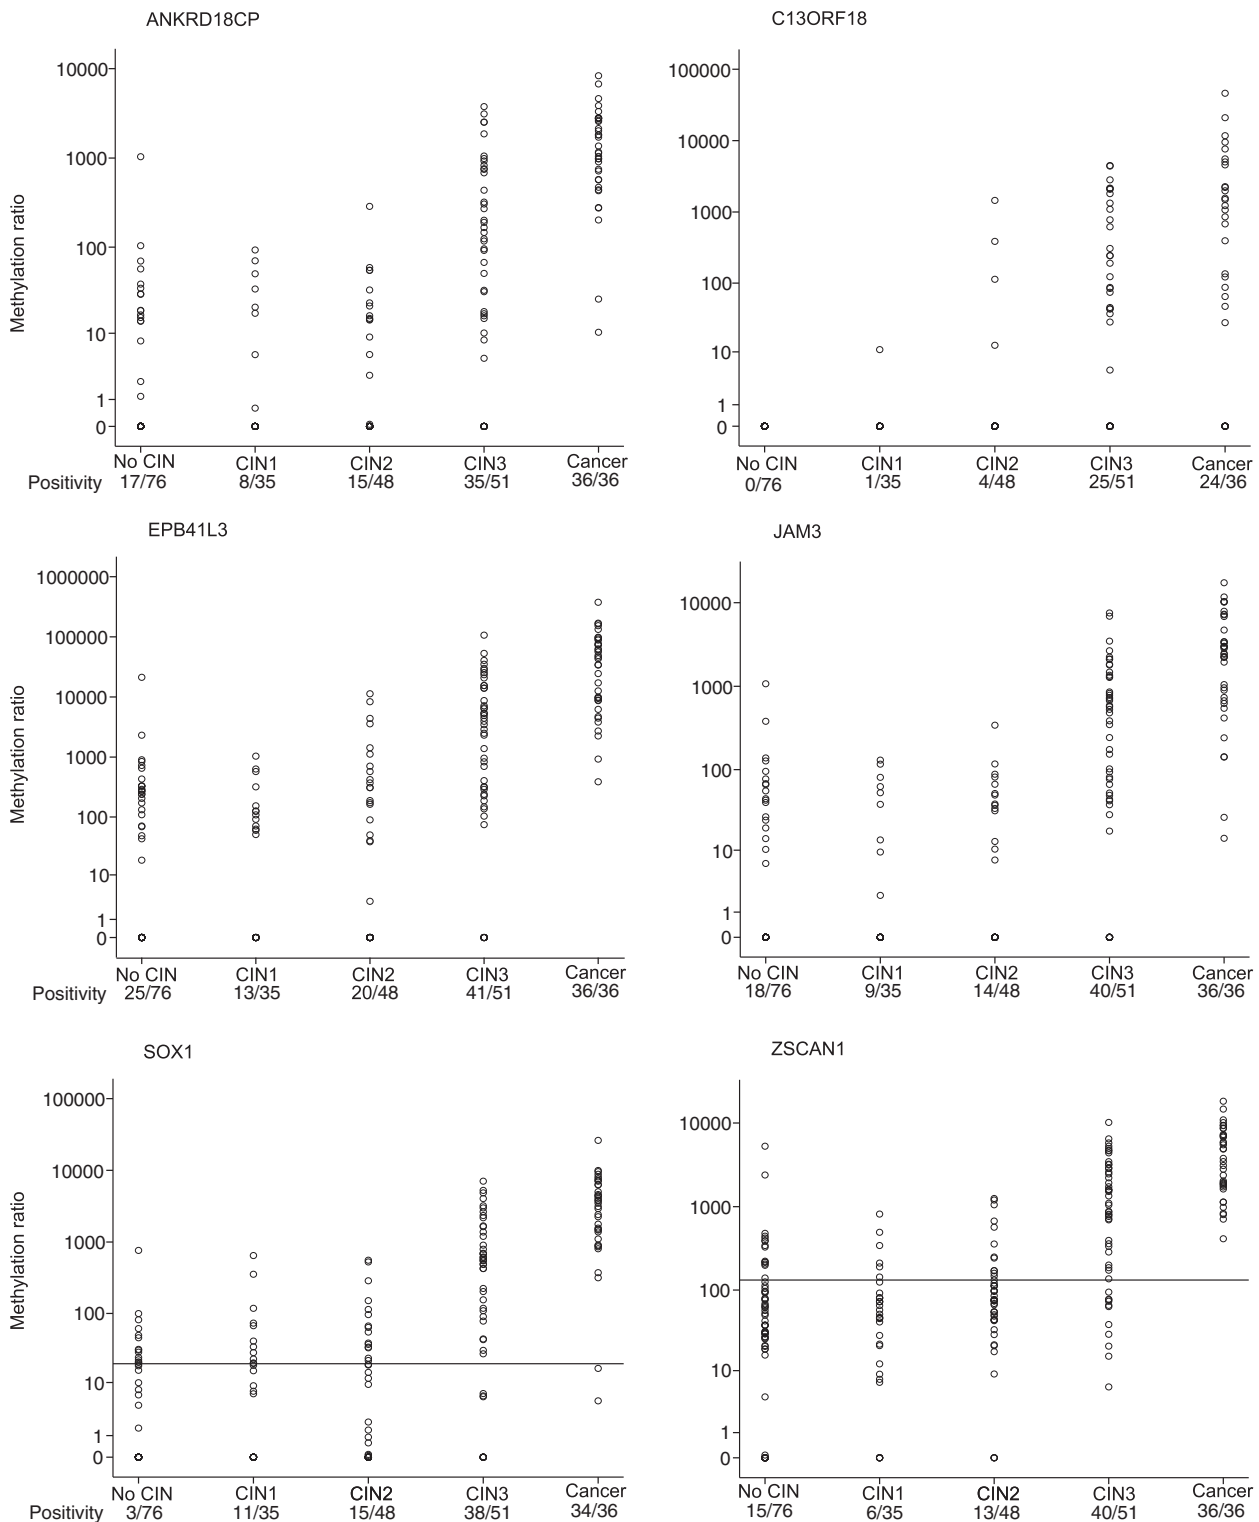 ANKRD18CP
Methylation ratio
10000
1000
100
10
1
0
No CIN CIN1 CIN2 CIN3 Cancer
Positivity 17/76 8/35 15/48 35/51 36/36
C13ORF18
100000
10000
1000
100
10
1
0
No CIN CIN1 CIN2 CIN3 Cancer
0/76 1/35 4/48 25/51 24/36
EPB41L3
Methylation ratio
1000000
100000
10000
1000
100
10
1
0
No CIN CIN1 CIN2 CIN3 Cancer
Positivity 25/76 13/35 20/48 41/51 36/36
JAM3
10000
1000
100
10
1
0
No CIN CIN1 CIN2 CIN3 Cancer
18/76 9/35 14/48 40/51 36/36
SOX1
Methylation ratio
100000
10000
1000
100
10
1
0
No CIN CIN1 CIN2 CIN3 Cancer
Positivity 3/76 11/35 15/48 38/51 34/36
ZSCAN1
10000
1000
100
10
1
0
No CIN CIN1 CIN2 CIN3 Cancer
15/76 6/35 13/48 40/51 36/36